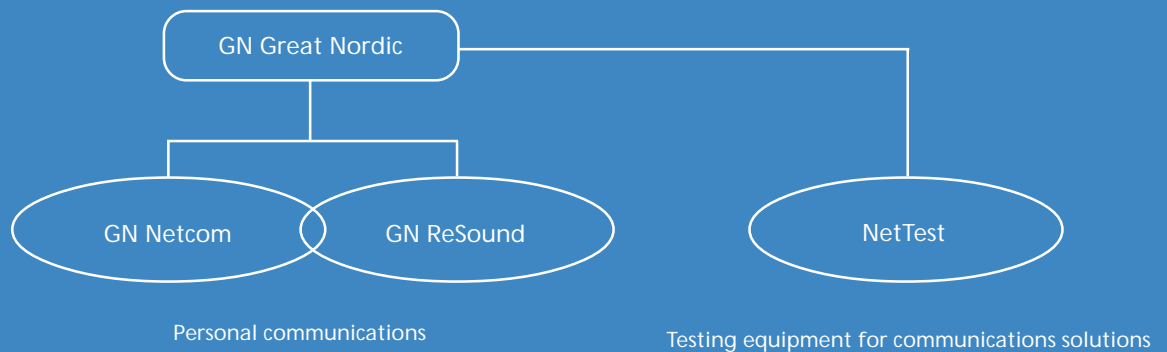 GN Great Nordic
GN Netcom
GN ReSound
NetTest
Personal communications
Testing equipment for communications solutions